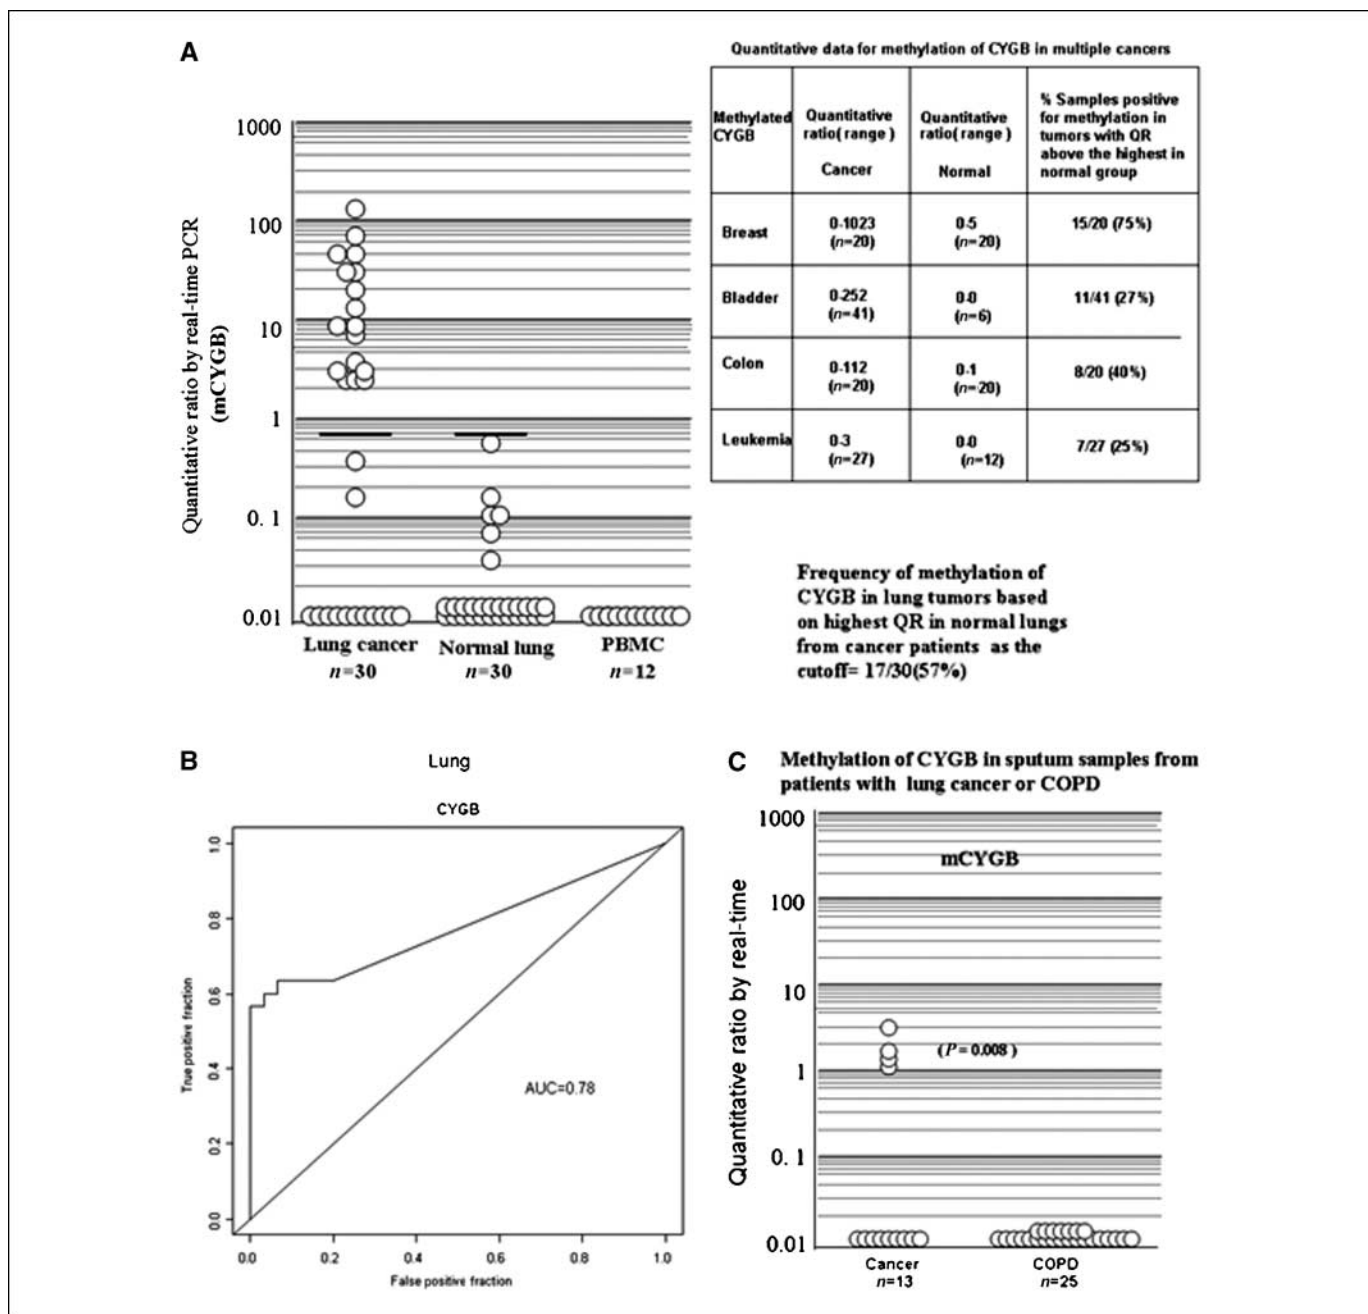 A
Quantitative ratio by real-time PCR
(mCYGB)
1000
100
10
1
0.1
0.01
Lung cancer
n=30
Normal lung
n=30
PBMC
n=12
Quantitative data for methylation of CYGB in multiple cancers
Methylated
CYGB
Quantitative
ratio( range )
Cancer
Quantitative
ratio( range )
Normal
% Samples positive
for methylation in
tumors with QR
above the highest in
normal group
Breast
0-1023
(n=20)
0-5
(n=20)
15/20 (75%)
Bladder
0-252
(n=41)
0-0
(n=6)
11/41 (27%)
Colon
0-112
(n=20)
0-1
(n=20)
8/20 (40%)
Leukemia
0-3
(n=27)
0-0
(n=12)
7/27 (25%)
Frequency of methylation of
CYGB in lung tumors based
on highest QR in normal lungs
from cancer patients as the
cutoff= 17/30(57%)
B
Lung
CYGB
True positive fraction
1.0
0.8
0.6
0.4
0.2
0.0
AUC=0.78
0.0
0.2
0.4
0.6
0.8
1.0
False positive fraction
C
Methylation of CYGB in sputum samples from
patients with lung cancer or COPD
Quantitative ratio by real-time
1000
100
10
1
0.1
0.01
mCYGB
(P = 0.008 )
Cancer
n=13
COPD
n=25